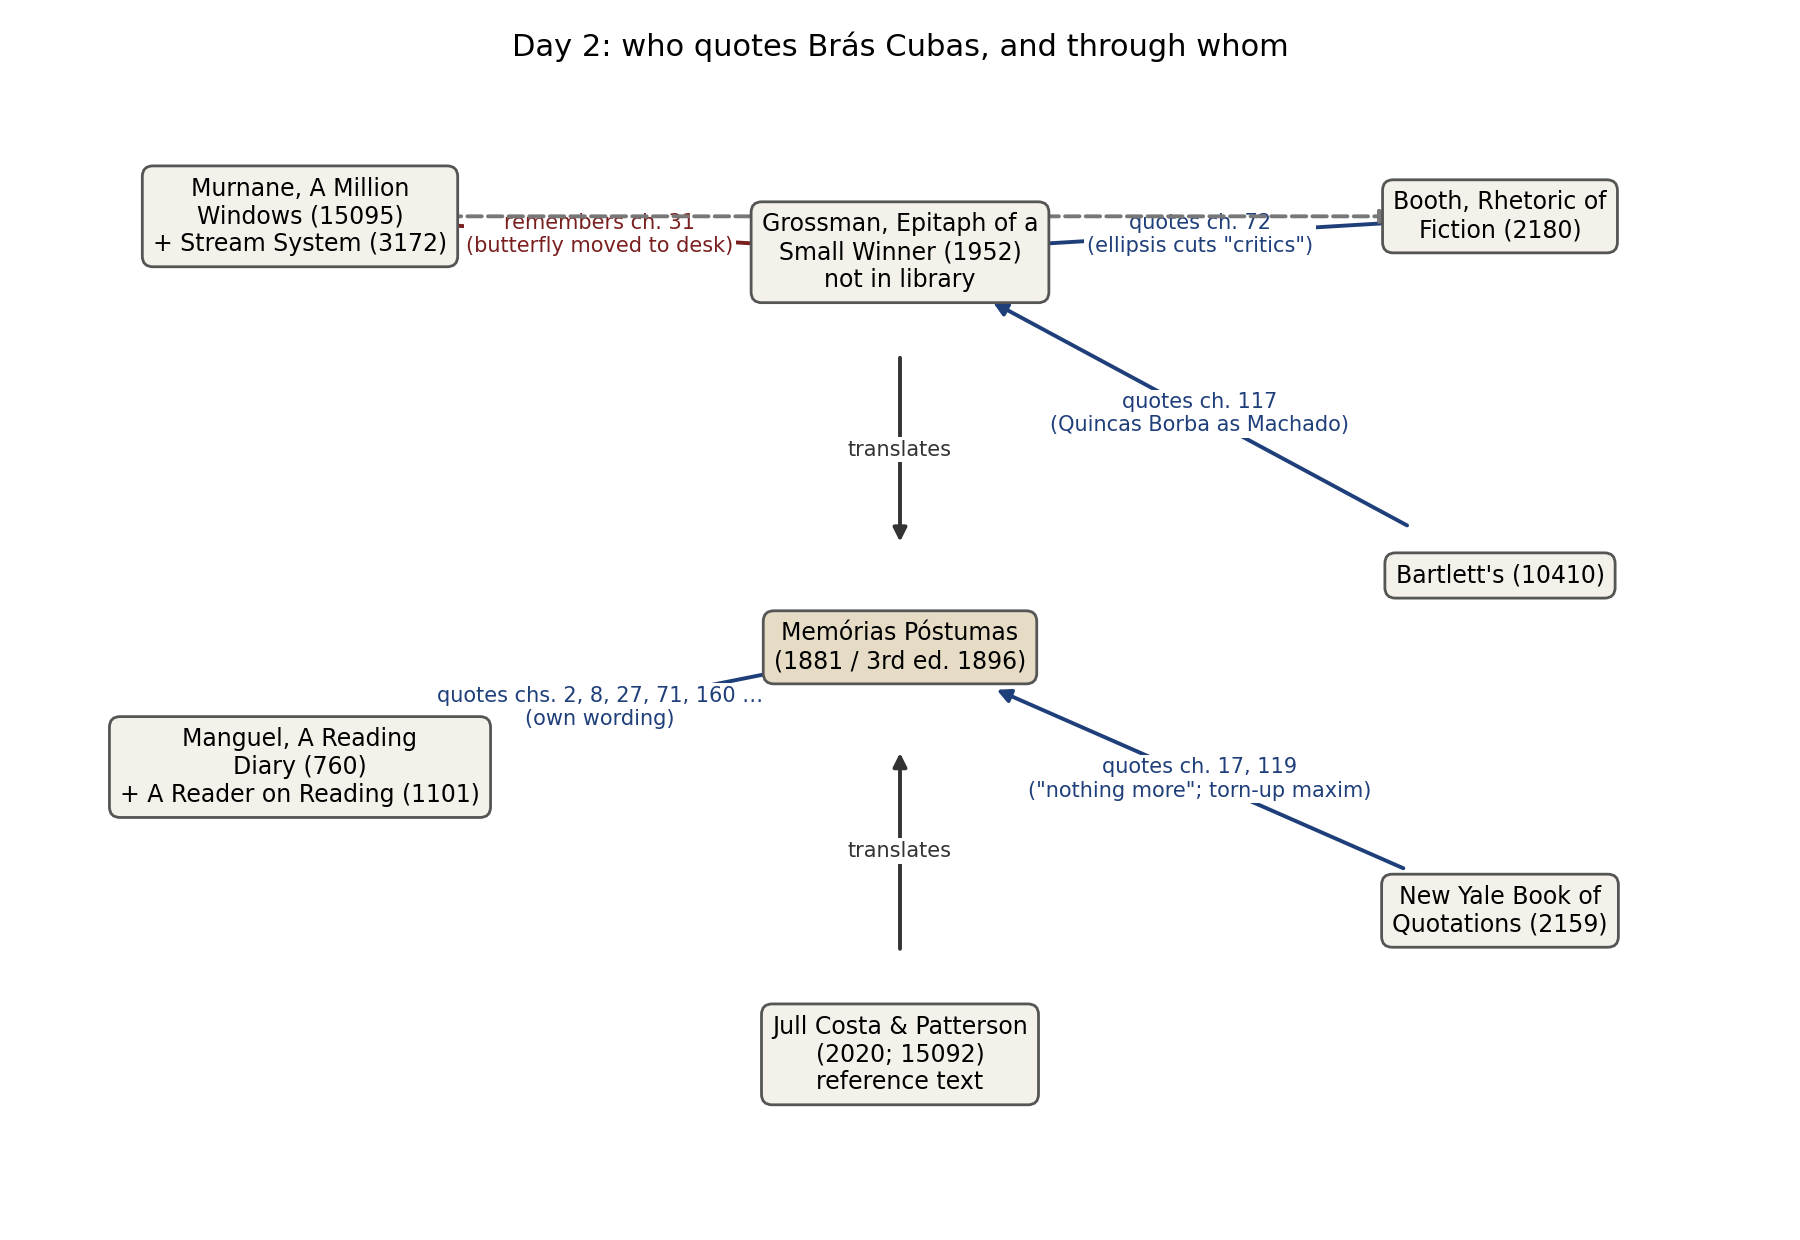 Day 2: who quotes Brás Cubas, and through whom
Murnane, A Million
Windows (15095)
+ Stream System (3172)
remembers ch. 31
(butterfly moved to desk)
Grossman, Epitaph of a
Small Winner (1952)
not in library
quotes ch. 72
(ellipsis cuts "critics")
Booth, Rhetoric of
Fiction (2180)
quotes ch. 117
(Quincas Borba as Machado)
translates
Bartlett's (10410)
Memórias Póstumas
(1881 / 3rd ed. 1896)
quotes chs. 2, 8, 27, 71, 160 ...
(own wording)
Manguel, A Reading
Diary (760)
+ A Reader on Reading (1101)
quotes ch. 17, 119
("nothing more"; torn-up maxim)
translates
New Yale Book of
Quotations (2159)
Jull Costa & Patterson
(2020; 15092)
reference text